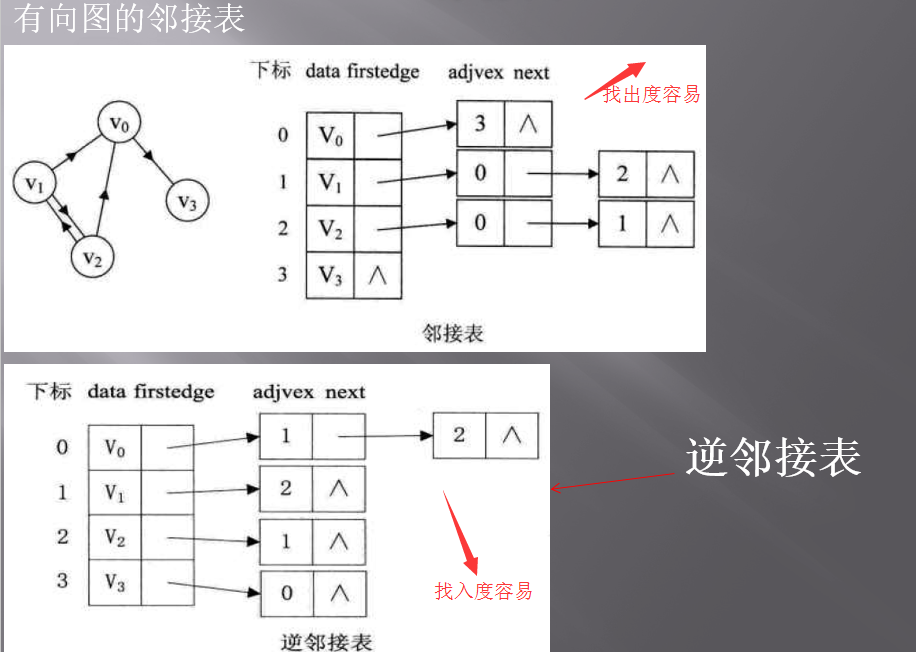 有向图的邻接表
下标 data firstedge adjvex next
找出度容易
v0
v1
v2
v3
0 V0 3 ∧
1 V1 0 2 ∧
2 V2 0 1 ∧
3 V3 ∧
邻接表
下标 data firstedge adjvex next
0 V0 1 2 ∧
1 V1 2 ∧
2 V2 1 ∧
3 V3 0 ∧
逆邻接表
找入度容易
逆邻接表